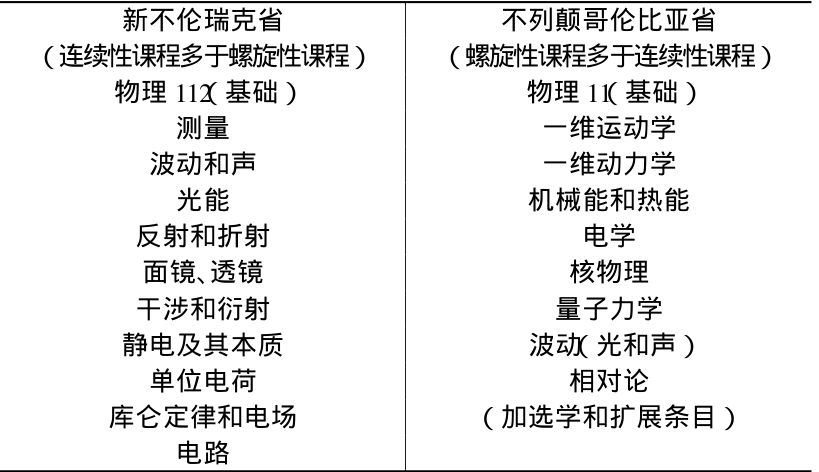 新不伦瑞克省 不列颠哥伦比亚省
（连续性课程多于螺旋性课程） （螺旋性课程多于连续性课程）
物理 112（基础） 物理 11（基础）
测量 一维运动学
波动和声 一维动力学
光能 机械能和热能
反射和折射 电学
面镜、透镜 核物理
干涉和衍射 量子力学
静电及其本质 波动（光和声）
单位电荷 相对论
库仑定律和电场 （加选学和扩展条目）
电路